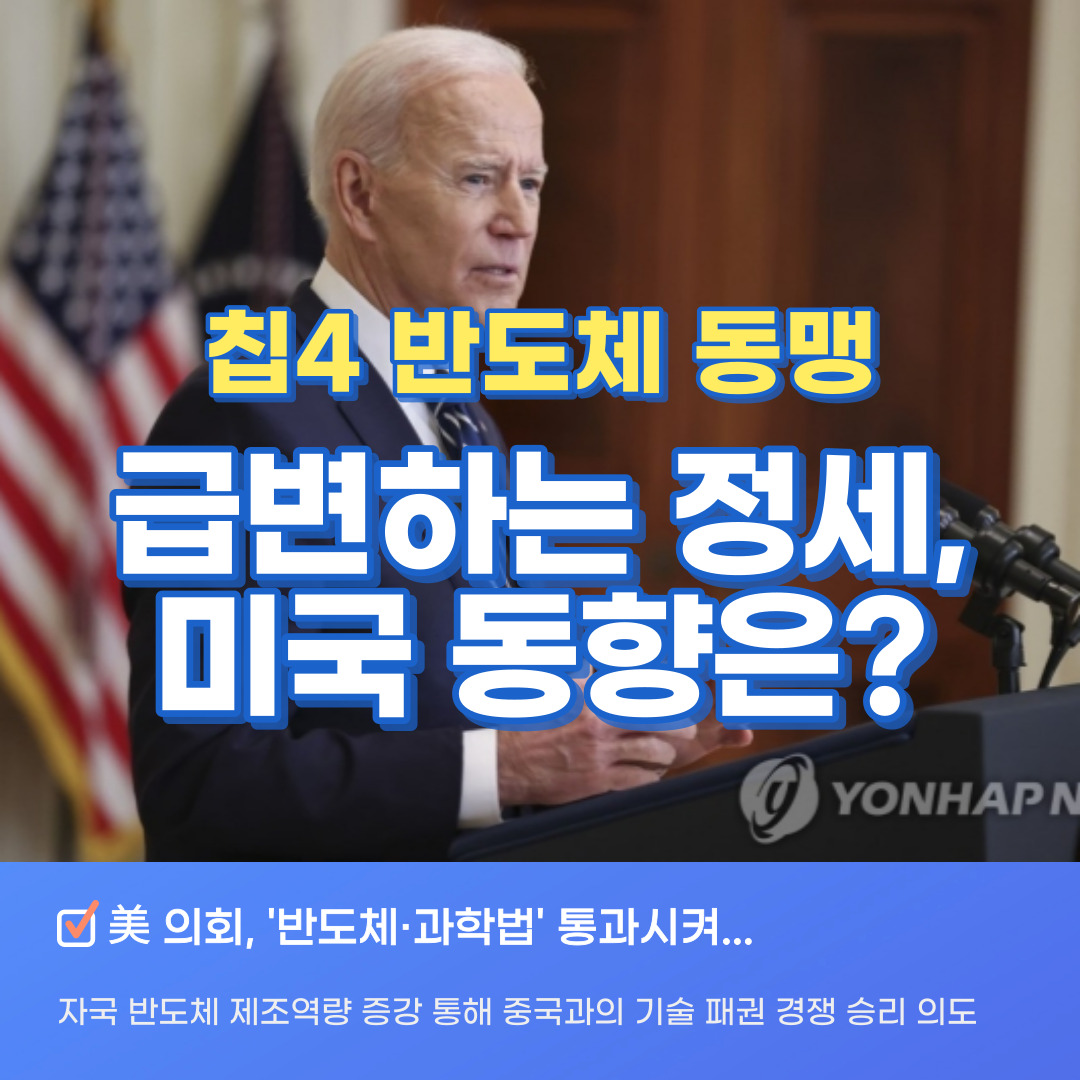 칩4 반도체 동맹
급변하는 정세,
미국 동향은?
YONHAP N
美 의회, '반도체·과학법' 통과시켜...
자국 반도체 제조역량 증강 통해 중국과의 기술 패권 경쟁 승리 의도